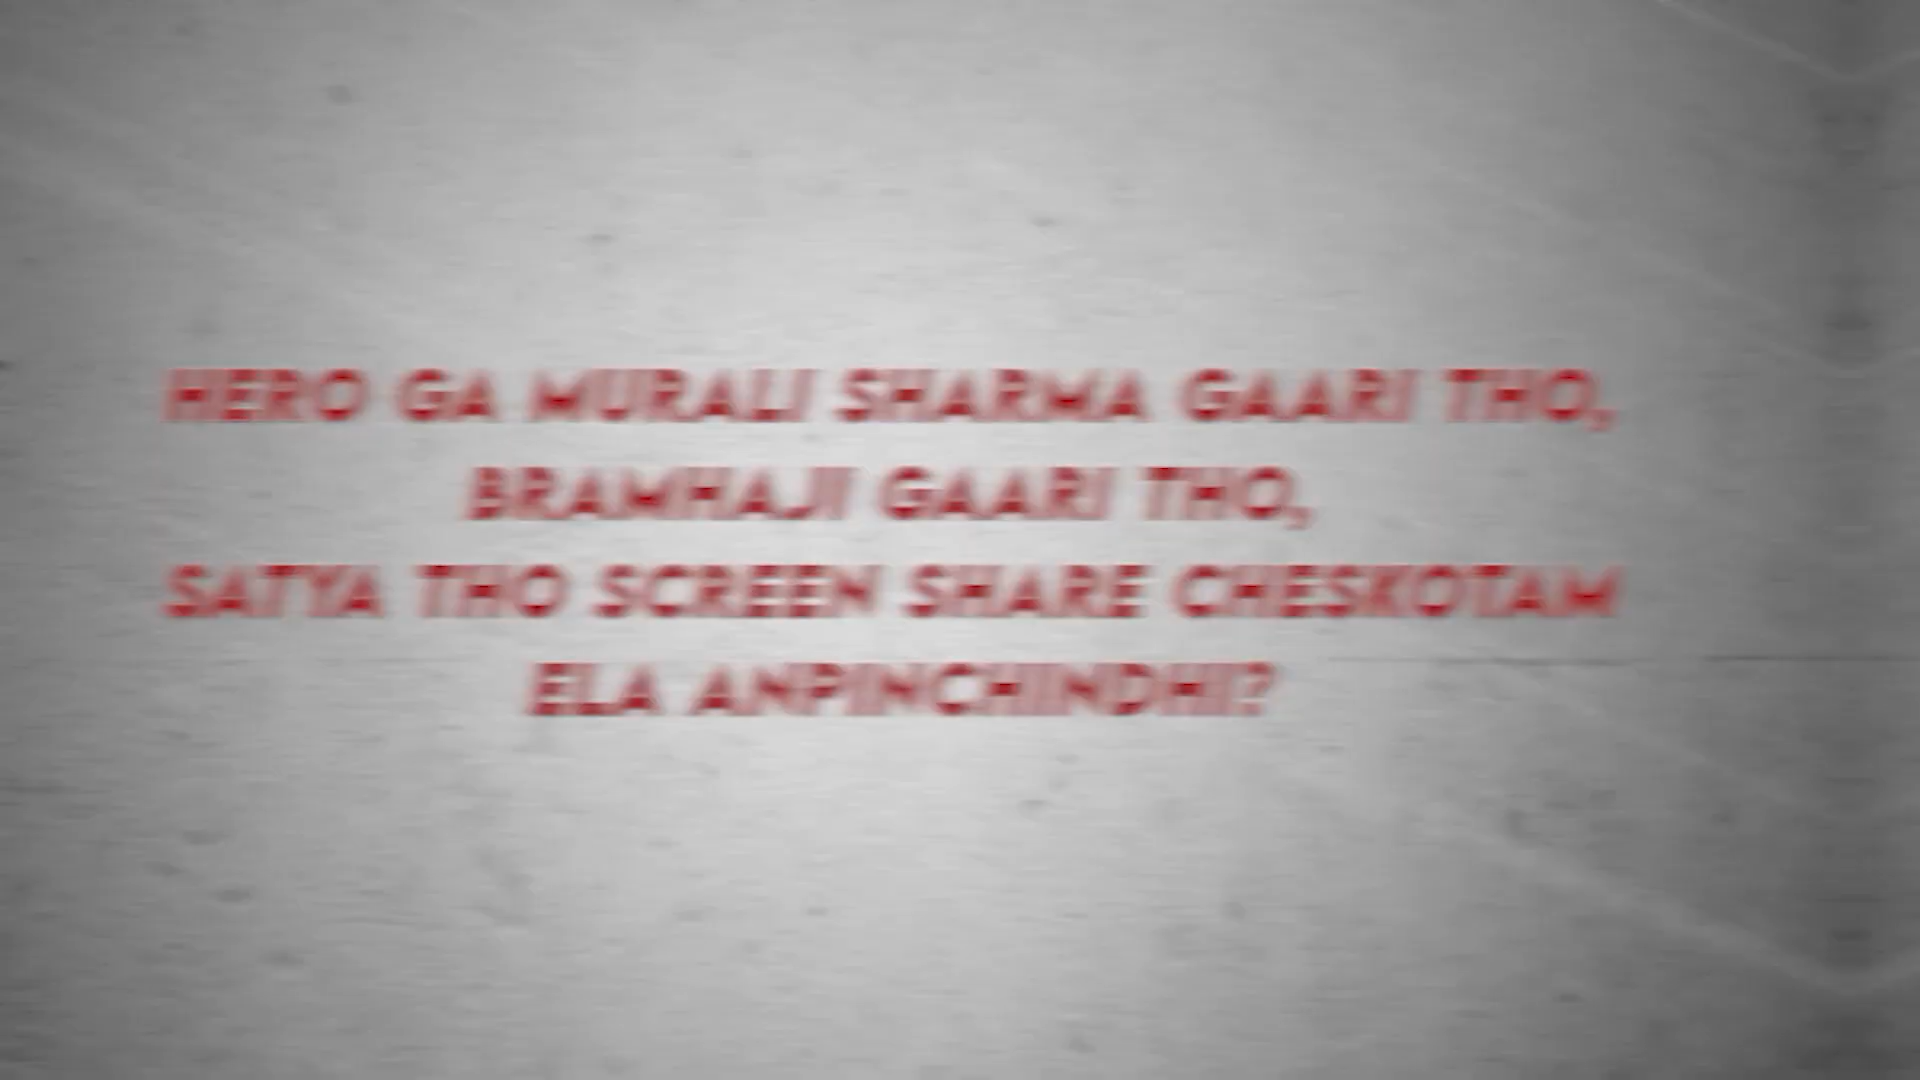 HERO GA MURALI SHARMA GAARI THO,
BRAMHAJI GAARI THO,
SATYA THO SCREEN SHARE CHESKOTAM
ELA ANPINCHINDHI?